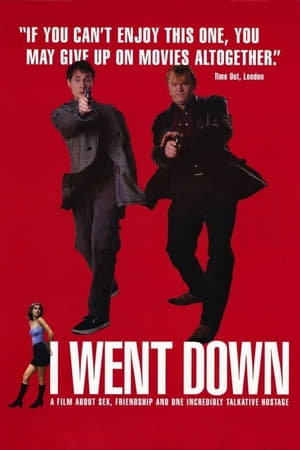 "IF YOU CAN'T ENJOY THIS ONE, YOU
MAY GIVE UP ON MOVIES ALTOGETHER."
Time Out, London
I WENT DOWN
A FILM ABOUT SEX, FRIENDSHIP AND ONE INCREDIBLY TALKATIVE HOSTAGE